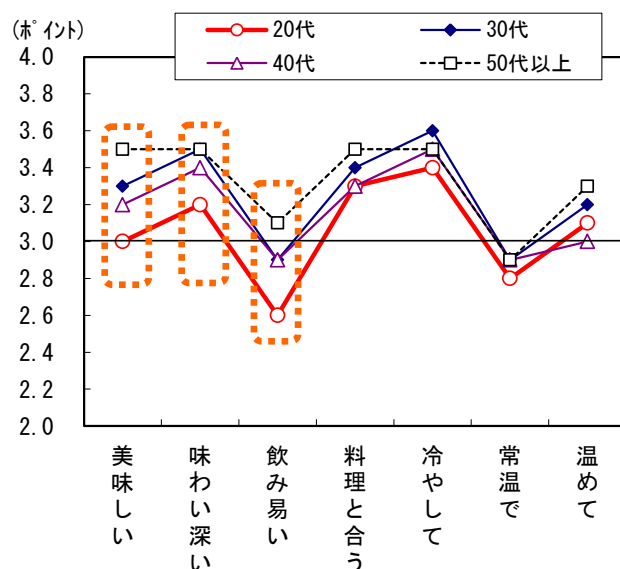 (ﾎﾟｲﾝﾄ)
20代
30代
40代
50代以上
4.0
3.8
3.6
3.4
3.2
3.0
2.8
2.6
2.4
2.2
2.0
美味しい
味わい深い
飲み易い
料理と合う
冷やして
常温で
温めて